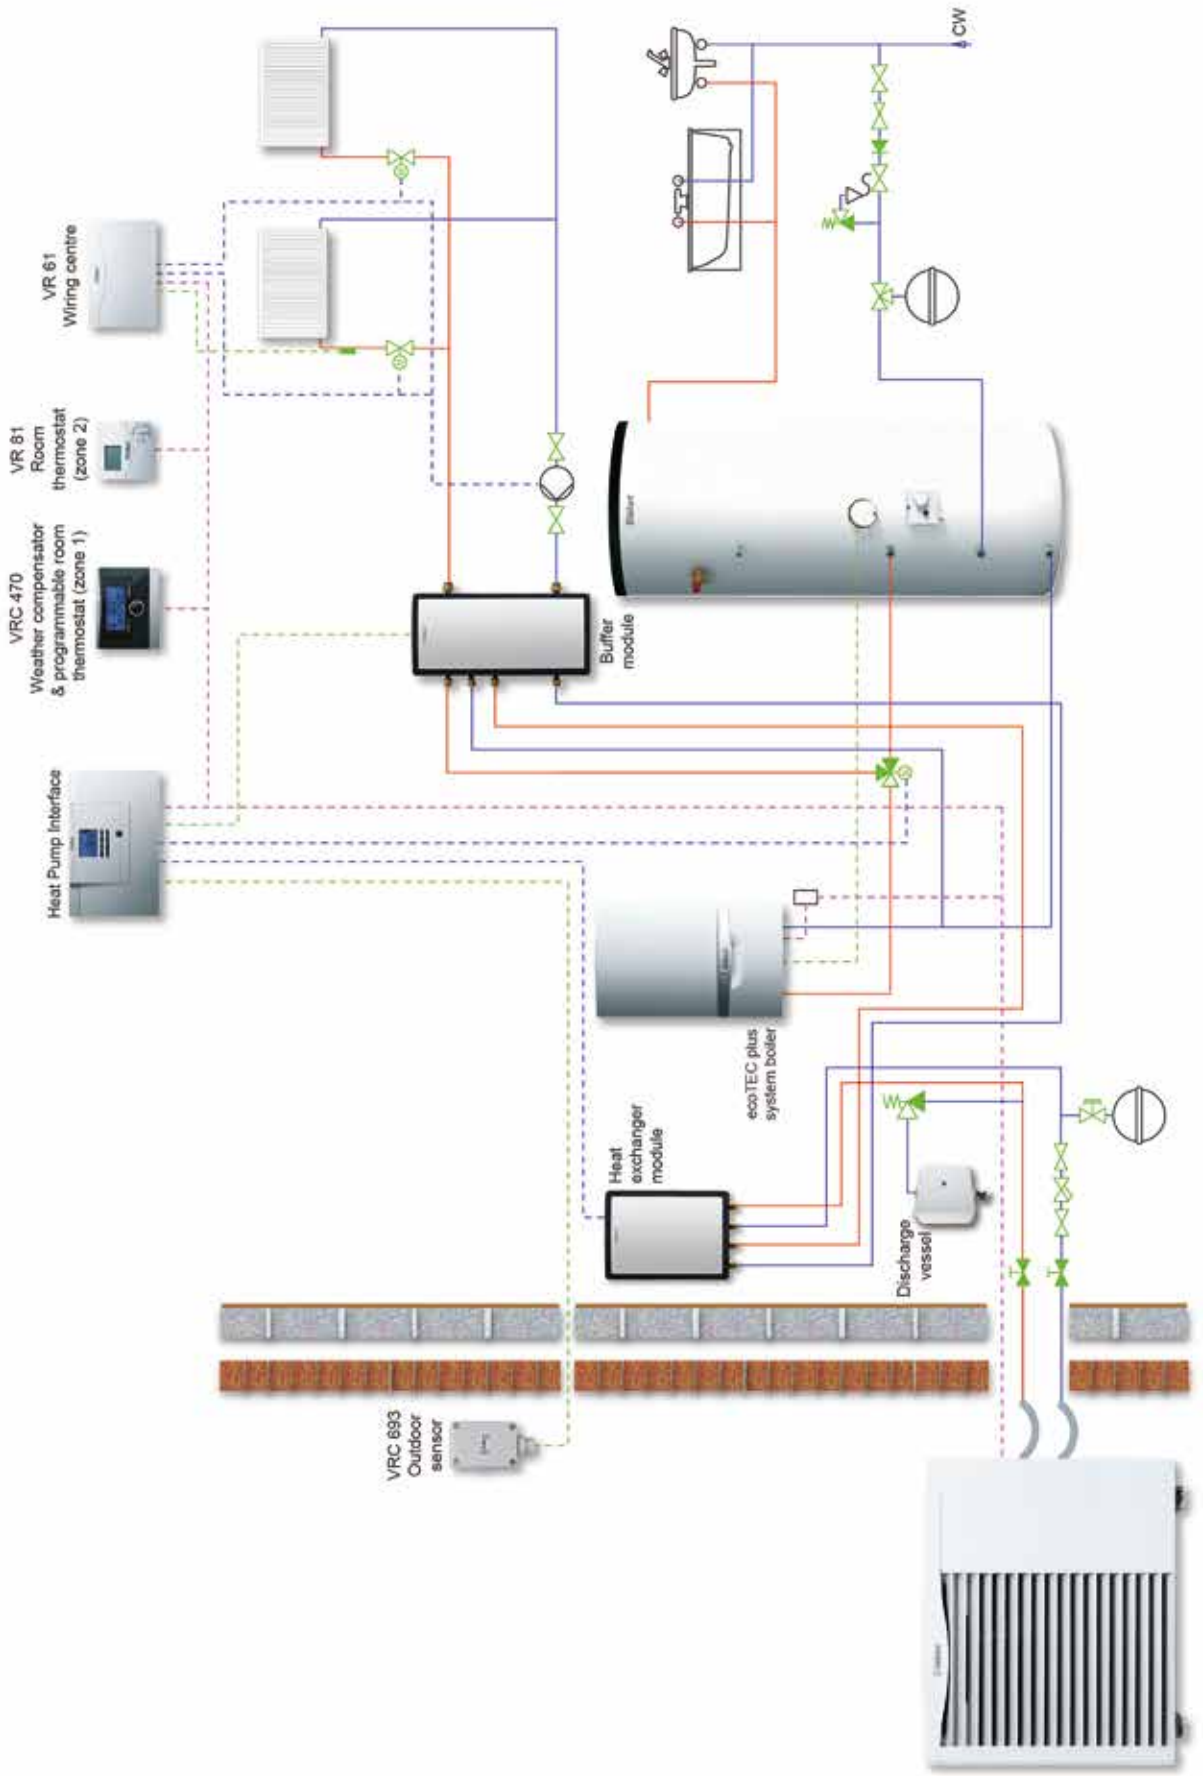 Heat Pump Interface
VRC 470
Weather compensator
& programmable room
thermostat (zone 1)
VR 81
Room
thermostat
(zone 2)
VR 61
Wiring centre
VRC 693
Outdoor
sensor
Heat
exchanger
module
ecoTEC plus
system boiler
Buffer
module
Discharge
vessel
CW